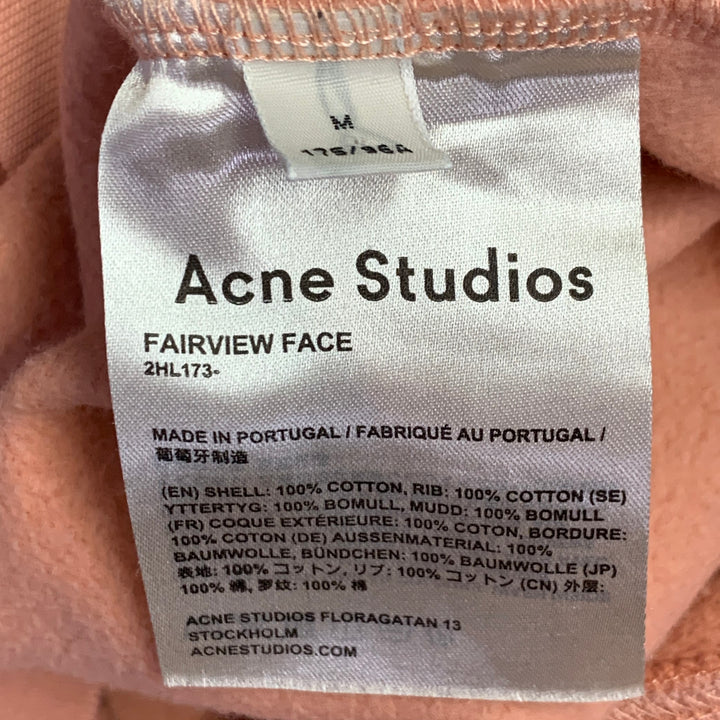 M
175/96A
Acne Studios
FAIRVIEW FACE
2HL173-
MADE IN PORTUGAL / FABRIQUÉ AU PORTUGAL /
葡萄牙制造
(EN) SHELL: 100% COTTON, RIB: 100% COTTON (SE)
YTTERTYG: 100% BOMULL, MUDD: 100% BOMULL
(FR) COQUE EXTÉRIEURE: 100% COTON, BORDURE:
100% COTON (DE) AUSSENMATERIAL: 100%
BAUMWOLLE, BÜNDCHEN: 100% BAUMWOLLE (JP)
表地: 100% コットン, リブ: 100% コットン (CN) 外層:
100% 綿, 罗紋: 100% 棉
ACNE STUDIOS FLORAGATAN 13
STOCKHOLM
ACNESTUDIOS.COM